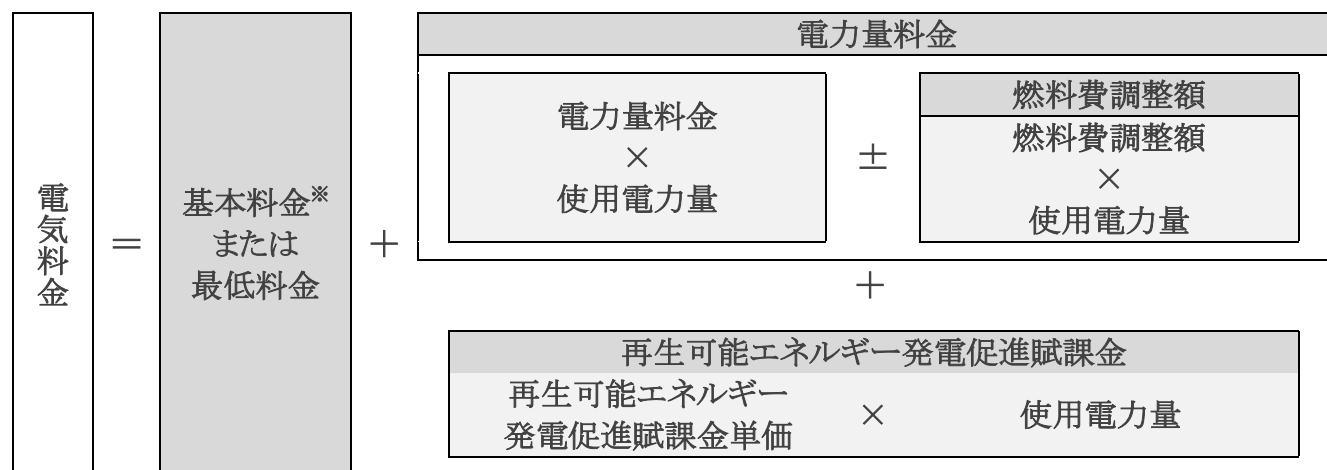 電気料金
＝
基本料金※
または
最低料金
＋
電力量料金
電力量料金
×
使用電力量
±
燃料費調整額
燃料費調整額
×
使用電力量
＋
再生可能エネルギー発電促進賦課金
再生可能エネルギー
発電促進賦課金単価
×
使用電力量